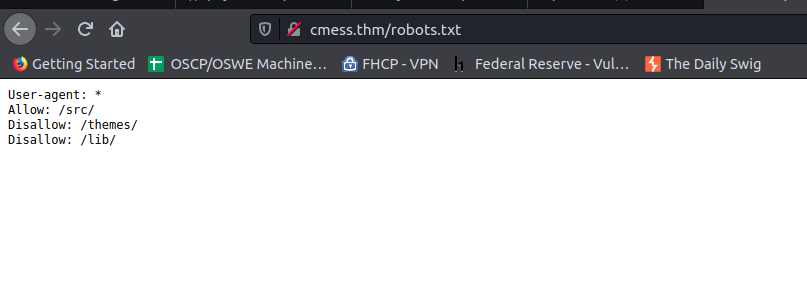 cmess.thm/robots.txt
Getting Started
OSCP/OSWE Machine…
FHCP - VPN
Federal Reserve - Vul…
The Daily Swig
User-agent: *
Allow: /src/
Disallow: /themes/
Disallow: /lib/